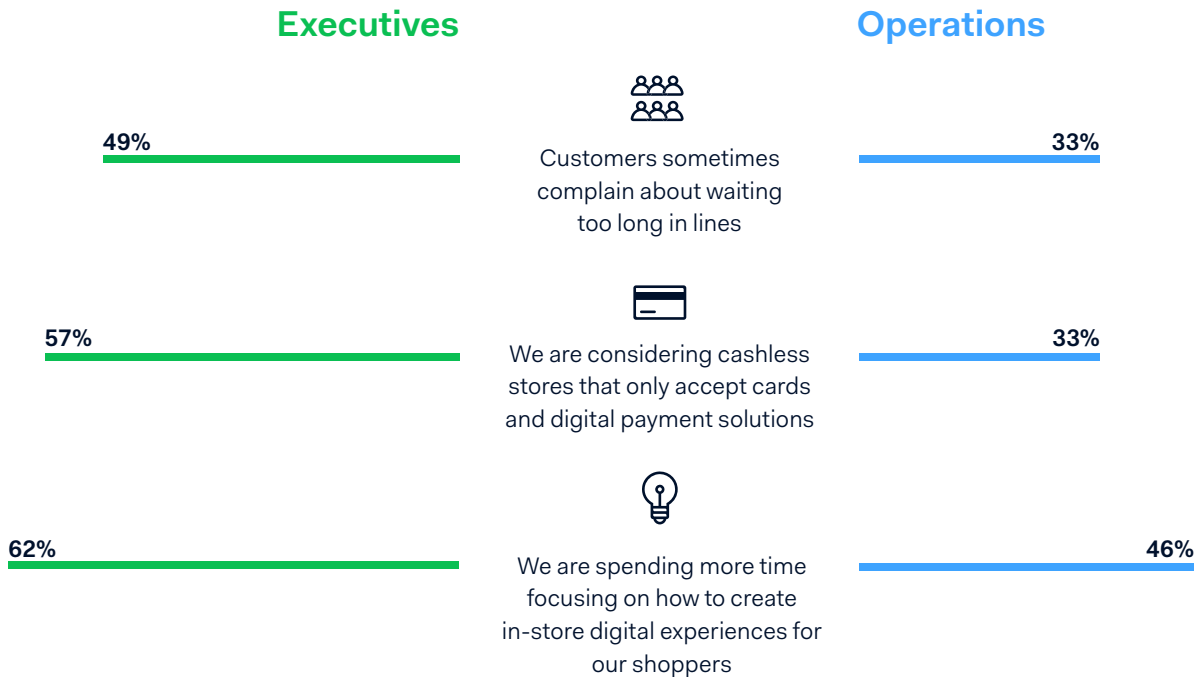 Executives
Operations
49%
33%
Customers sometimes
complain about waiting
too long in lines
57%
33%
We are considering cashless
stores that only accept cards
and digital payment solutions
62%
46%
We are spending more time
focusing on how to create
in-store digital experiences for
our shoppers